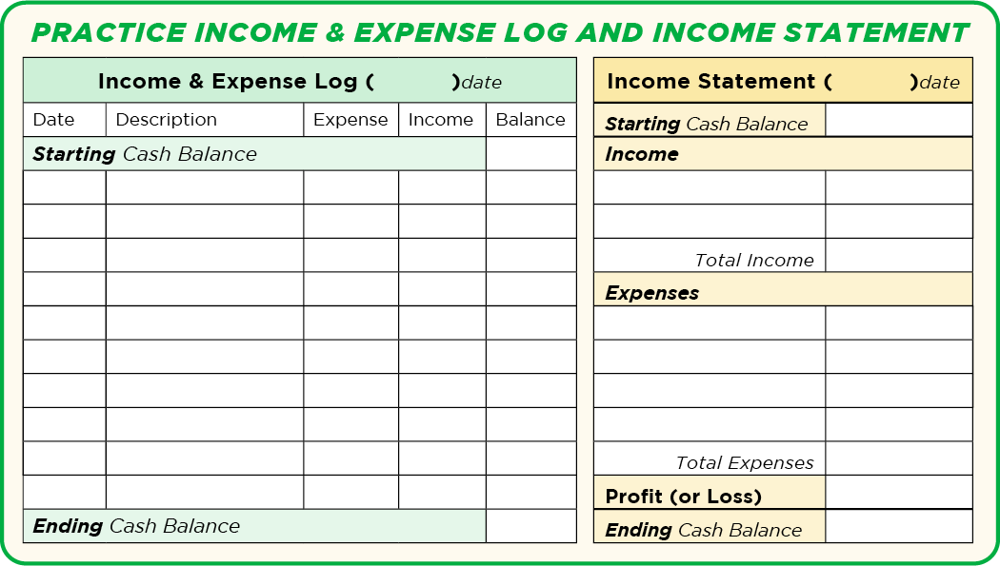 PRACTICE INCOME & EXPENSE LOG AND INCOME STATEMENT
Income & Expense Log ( )date
Date Description Expense Income Balance
Starting Cash Balance
Ending Cash Balance
Income Statement ( )date
Starting Cash Balance
Income
Total Income
Expenses
Total Expenses
Profit (or Loss)
Ending Cash Balance